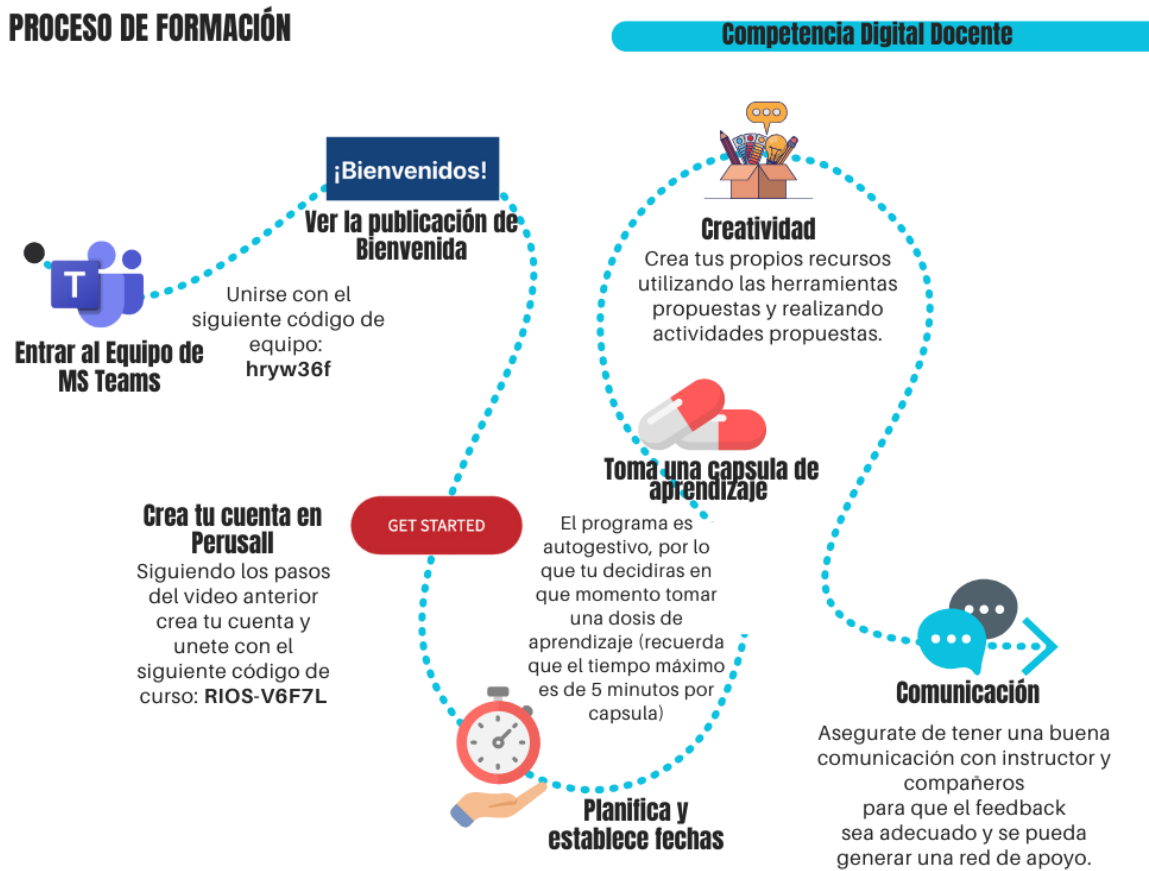 PROCESO DE FORMACIÓN
Competencia Digital Docente
T
Entrar al Equipo de
MS Teams
¡Bienvenidos!
Ver la publicación de
Bienvenida
Unirse con el
siguiente código de
equipo:
hryw36f
Crea tu cuenta en
Perusall
Siguiendo los pasos
del video anterior
crea tu cuenta y
unete con el
siguiente código de
curso: RIOS-V6F7L
GET STARTED
Planifica y
establece fechas
Toma una capsula de
aprendizaje
El programa es
autogestivo, por lo
que tu decidiras en
que momento tomar
una dosis de
aprendizaje (recuerda
que el tiempo máximo
es de 5 minutos por
capsula)
Creatividad
Crea tus propios recursos
utilizando las herramientas
propuestas y realizando
actividades propuestas.
Comunicación
Asegurate de tener una buena
comunicación con instructor y
compañeros
para que el feedback
sea adecuado y se pueda
generar una red de apoyo.